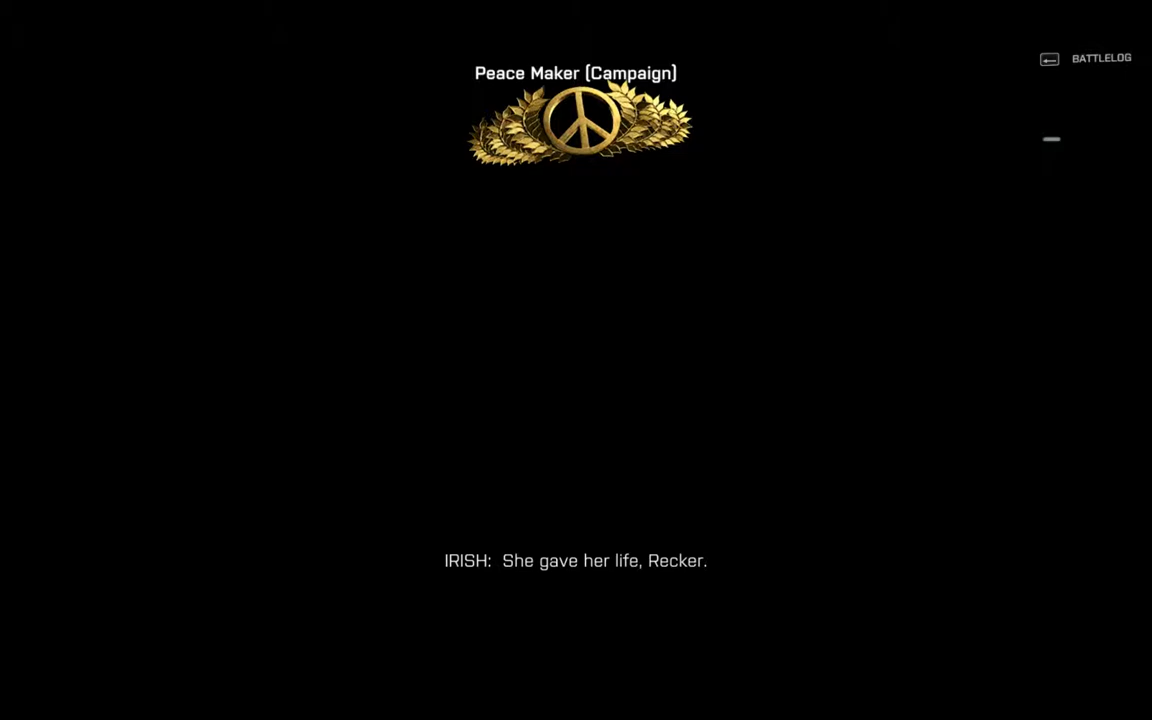 Peace Maker (Campaign)
BATTLELOG
IRISH: She gave her life, Recker.